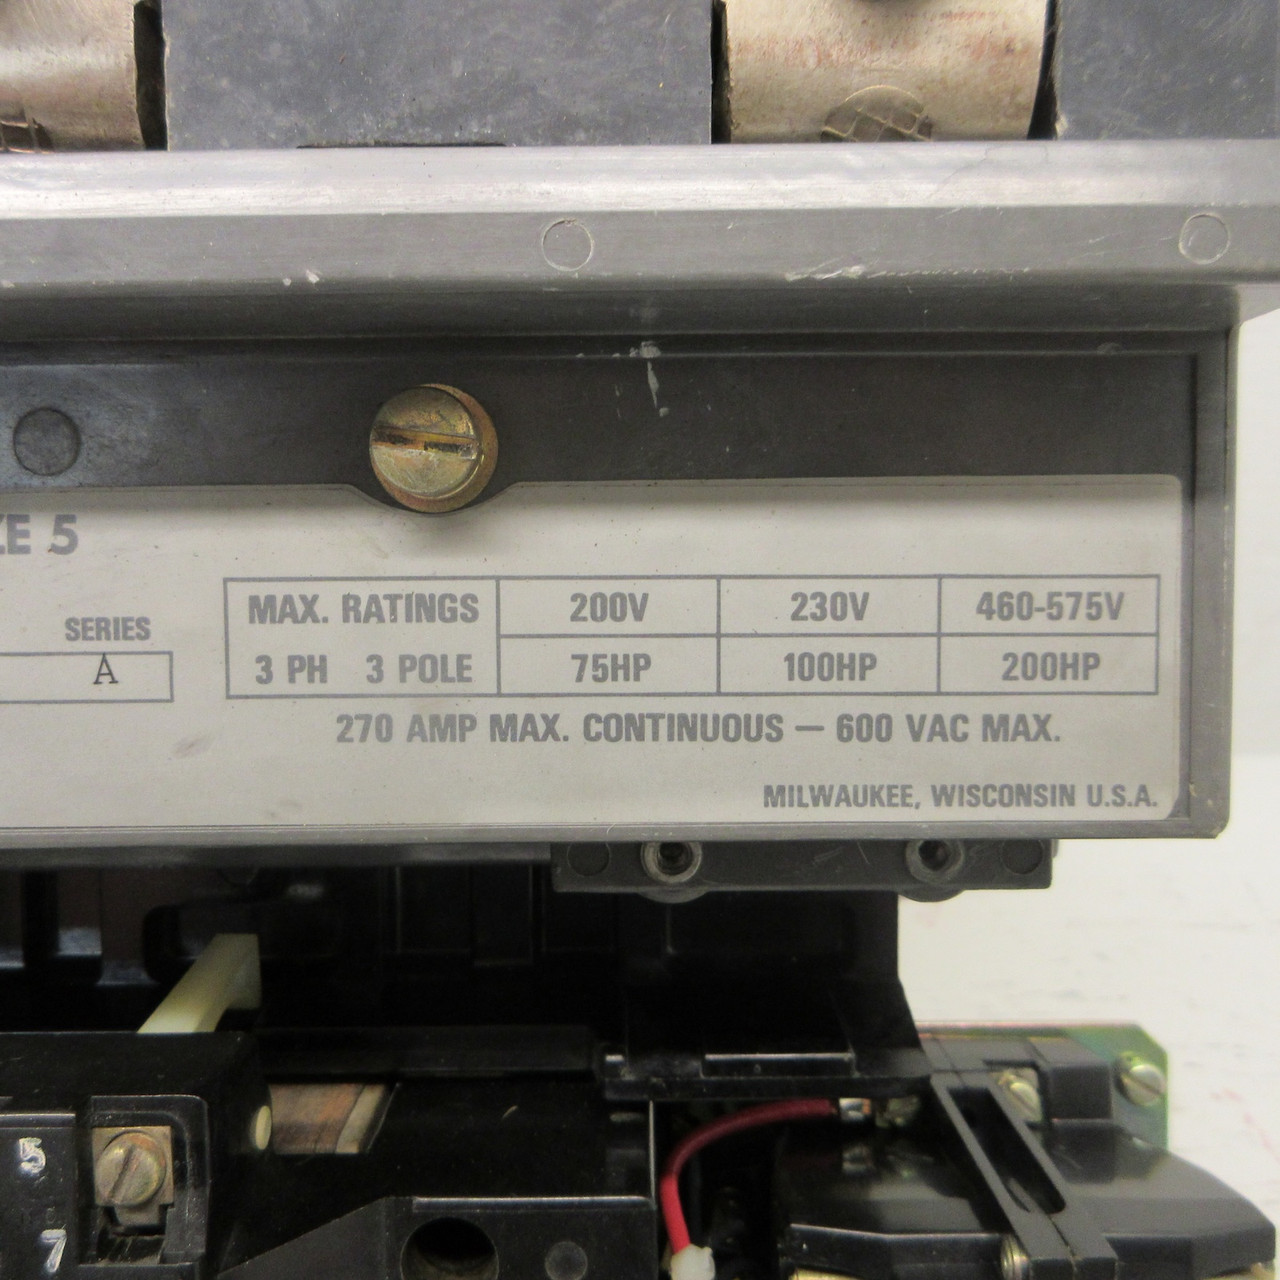 5
SERIES
A
MAX. RATINGS 200V 230V 460-575V
3 PH 3 POLE 75HP 100HP 200HP
270 AMP MAX. CONTINUOUS — 600 VAC MAX.
MILWAUKEE, WISCONSIN U.S.A.
5
7